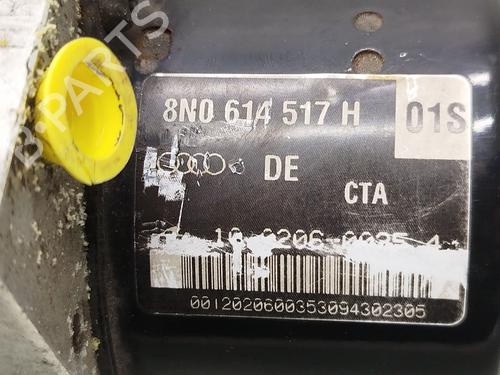 B-PARTS
8N0 614 517 H
01S
DE
CTA
0012020600353094302305